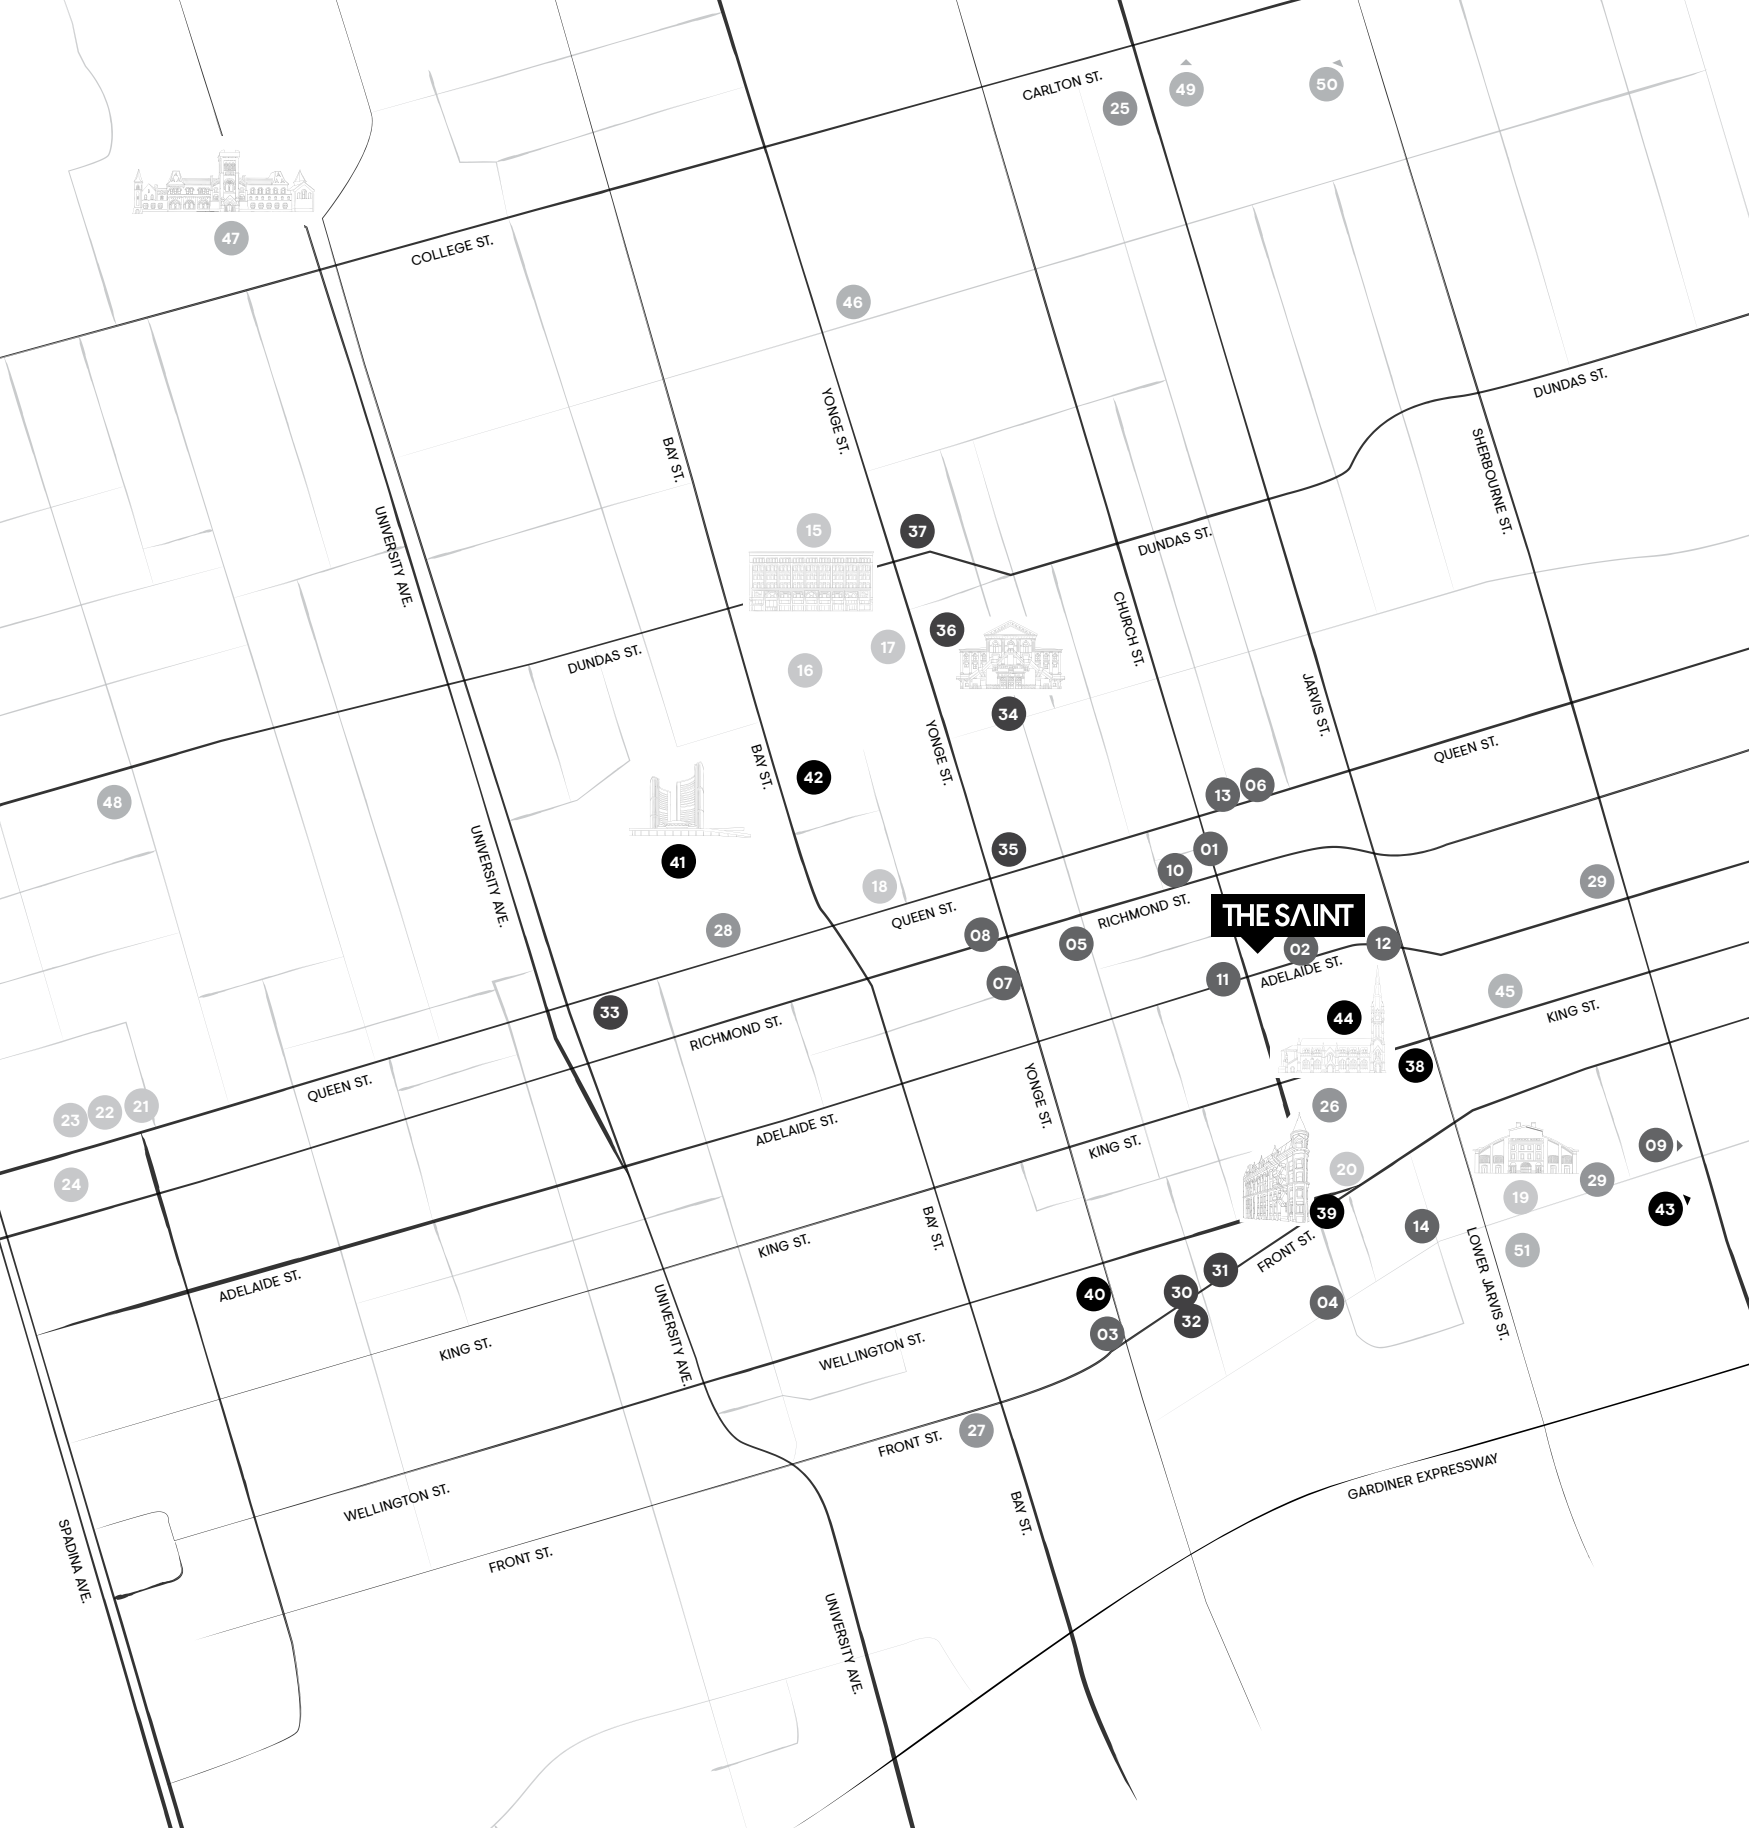 CARLTON ST.
49
50
25
47
COLLEGE ST.
46
DUNDAS ST.
YONGE ST.
BAY ST.
SHERBOURNE ST.
UNIVERSITY AVE.
15
37
DUNDAS ST.
CHURCH ST.
36
17
DUNDAS ST.
16
34
JARVIS ST.
YONGE ST.
BAY ST.
42
QUEEN ST.
48
13
06
UNIVERSITY AVE.
41
35
01
10
18
29
QUEEN ST.
RICHMOND ST.
THE SAINT
28
08
05
02
12
07
11
ADELAIDE ST.
45
33
RICHMOND ST.
44
KING ST.
38
QUEEN ST.
YONGE ST.
23
22
21
26
ADELAIDE ST.
KING ST.
09
24
20
29
19
43
39
14
BAY ST.
KING ST.
FRONT ST.
LOWER JARVIS ST.
51
31
ADELAIDE ST.
40
30
04
32
03
UNIVERSITY AVE.
KING ST.
WELLINGTON ST.
27
FRONT ST.
GARDINER EXPRESSWAY
WELLINGTON ST.
BAY ST.
SPADINA AVE.
FRONT ST.
UNIVERSITY AVE.